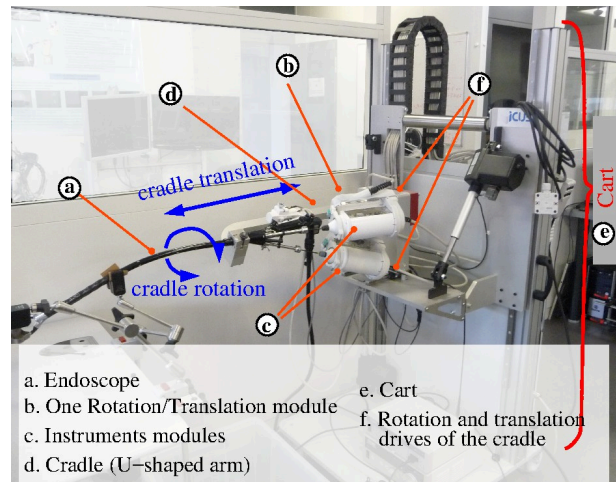 b
f
d
iCUBE
cradle translation
a
Cart
e
cradle rotation
c
a. Endoscope
b. One Rotation/Translation module
c. Instruments modules
d. Cradle (U−shaped arm)
e. Cart
f. Rotation and translation
drives of the cradle